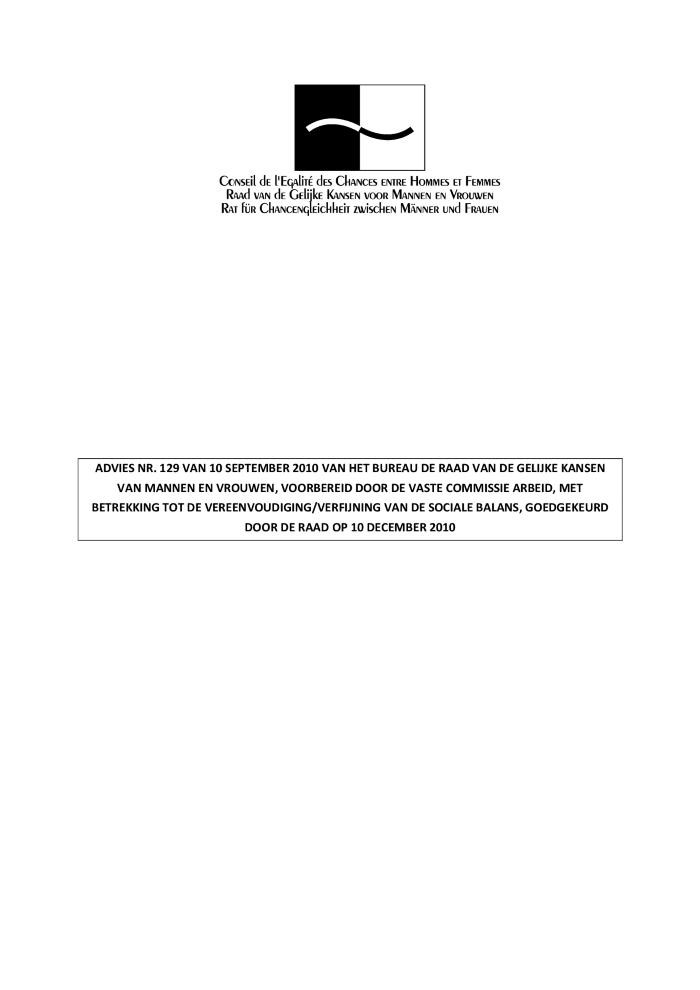 Conseil de l'Egalité des Chances entre Hommes et Femmes
Raad van de Gelijke Kansen voor Mannen en Vrouwen
Rat für Chancengleichheit zwischen Männer und Frauen
ADVIES NR. 129 VAN 10 SEPTEMBER 2010 VAN HET BUREAU DE RAAD VAN DE GELIJKE KANSEN
VAN MANNEN EN VROUWEN, VOORBEREID DOOR DE VASTE COMMISSIE ARBEID, MET
BETREKKING TOT DE VEREENVOUDIGING/VERFIJNING VAN DE SOCIALE BALANS, GOEDGEKEURD
DOOR DE RAAD OP 10 DECEMBER 2010